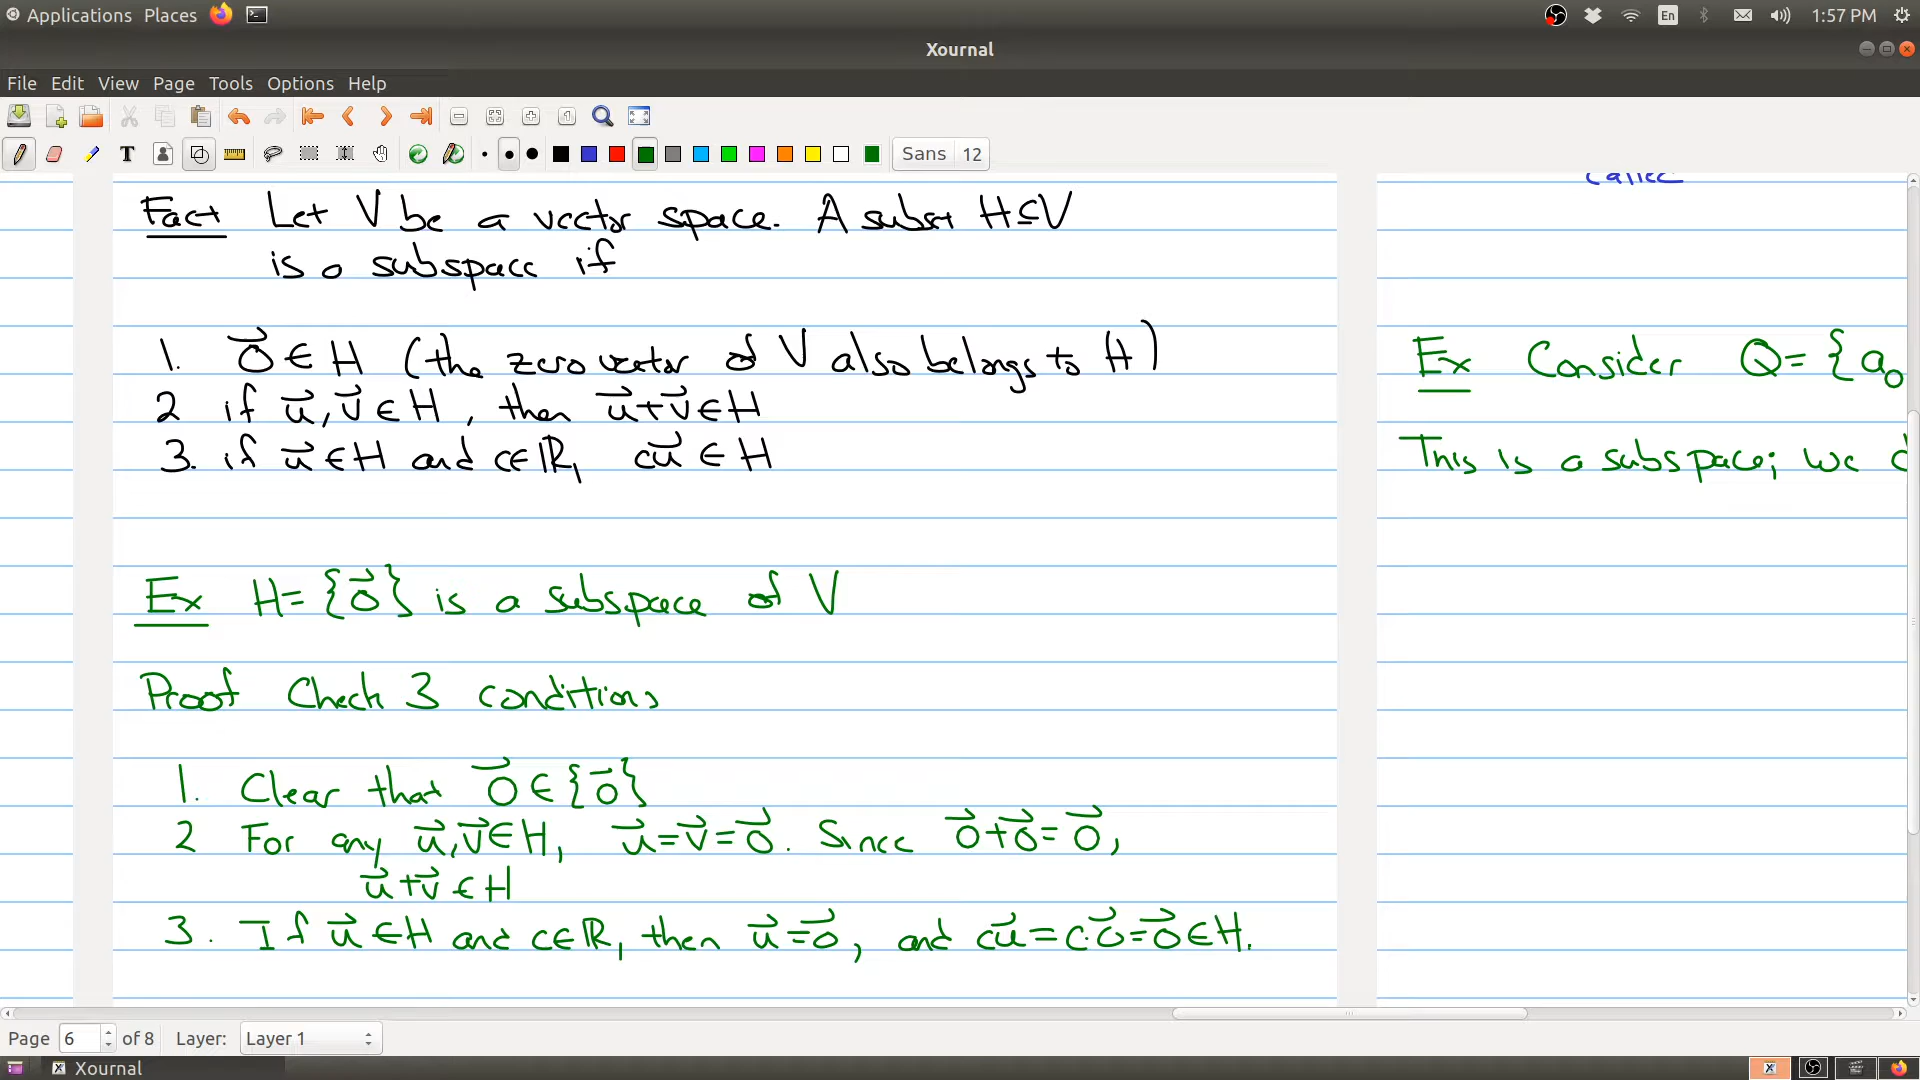 Applications Places En 1:57 PM
Xournal
File Edit View Page Tools Options Help
T Sans 12
Fact Let V be a vector space. A subset H⊆V
is a subspace if
1. 0⃗ ∈ H (the zero vector of V also belongs to H)
2 if u⃗, v⃗ ∈ H, then u⃗+v⃗ ∈ H
3. if u⃗ ∈ H and c∈ℝ, cu⃗ ∈ H
Ex H = {0⃗} is a subspace of V
Proof Check 3 conditions
1. Clear that 0⃗ ∈ {0⃗}
2 For any u⃗, v⃗ ∈ H, u⃗ = v⃗ = 0⃗. Since 0⃗+0⃗=0⃗,
u⃗+v⃗ ∈ H
3. If u⃗ ∈ H and c∈ℝ, then u⃗ = 0⃗, and cu⃗ = c·0⃗ = 0⃗ ∈ H.
called
Ex Consider Q = { a₀
This is a subspace; we
Page 6 of 8 Layer: Layer 1
Xournal